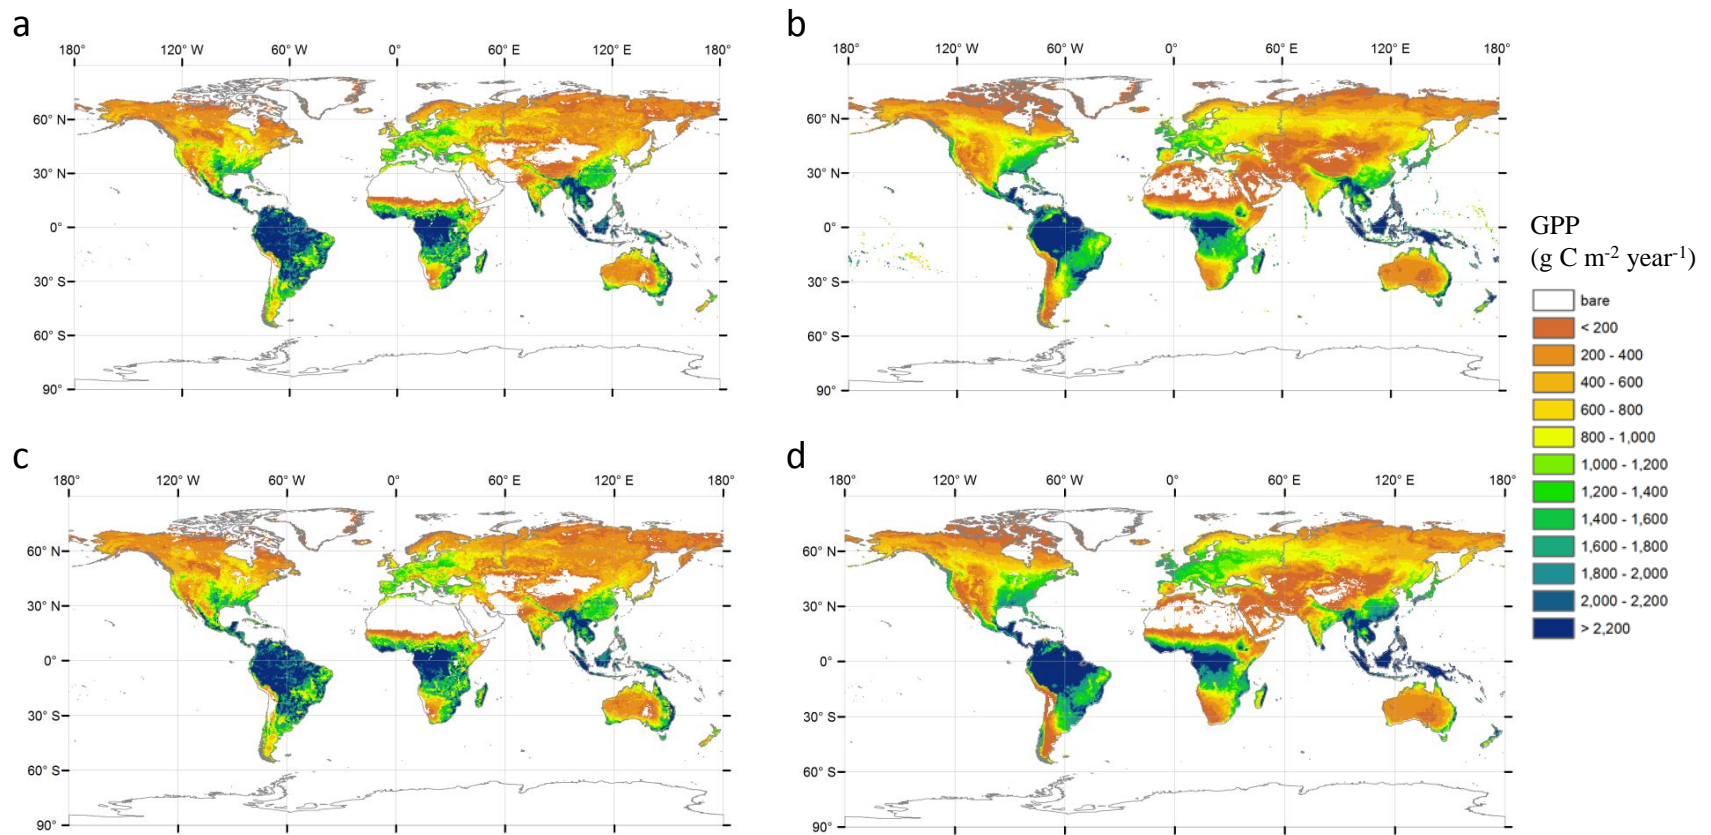 a
180° 120° W 60° W 0° 60° E 120° E 180°
60° N
30° N
0°
30° S
60° S
90°
b
180° 120° W 60° W 0° 60° E 120° E 180°
60° N
30° N
0°
30° S
60° S
90°
c
180° 120° W 60° W 0° 60° E 120° E 180°
60° N
30° N
0°
30° S
60° S
90°
d
180° 120° W 60° W 0° 60° E 120° E 180°
60° N
30° N
0°
30° S
60° S
90°
GPP
(g C m⁻² year⁻¹)
bare
< 200
200 - 400
400 - 600
600 - 800
800 - 1,000
1,000 - 1,200
1,200 - 1,400
1,400 - 1,600
1,600 - 1,800
1,800 - 2,000
2,000 - 2,200
> 2,200